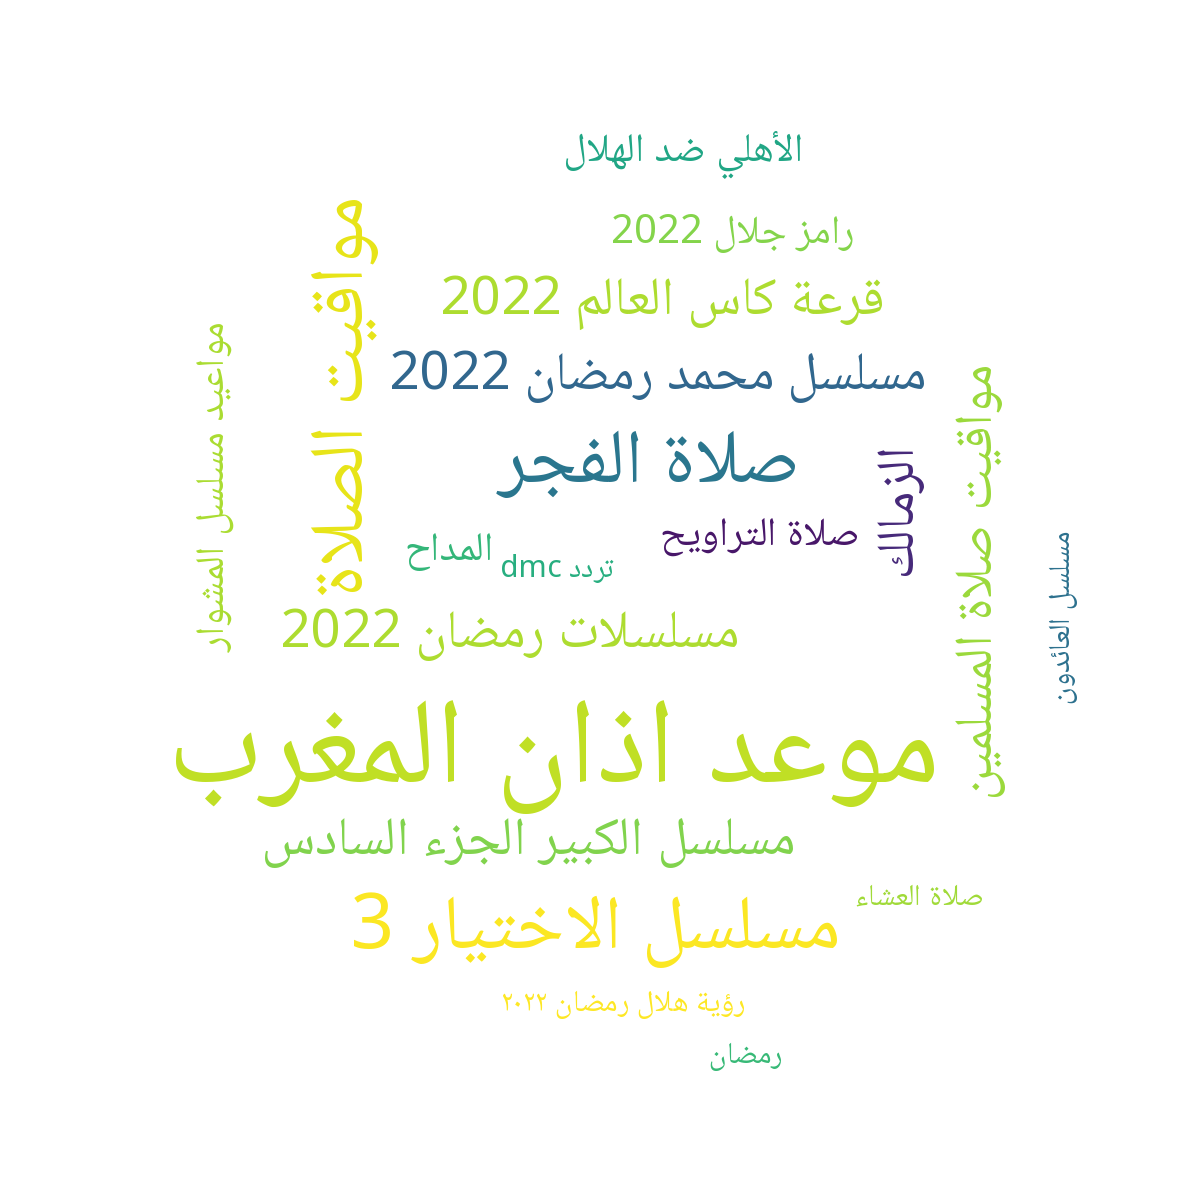 الأهلي ضد الهلال
رامز جلال 2022
قرعة كاس العالم 2022
مسلسل محمد رمضان 2022
مواقيت الصلاة
مواعيد مسلسل المشوار
صلاة الفجر
الزمالك
مواقيت صلاة المسلمين
صلاة التراويح
المداح
تردد dmc
مسلسل العائدون
مسلسلات رمضان 2022
موعد اذان المغرب
مسلسل الكبير الجزء السادس
صلاة العشاء
مسلسل الاختيار 3
رؤية هلال رمضان ٢٠٢٢
رمضان